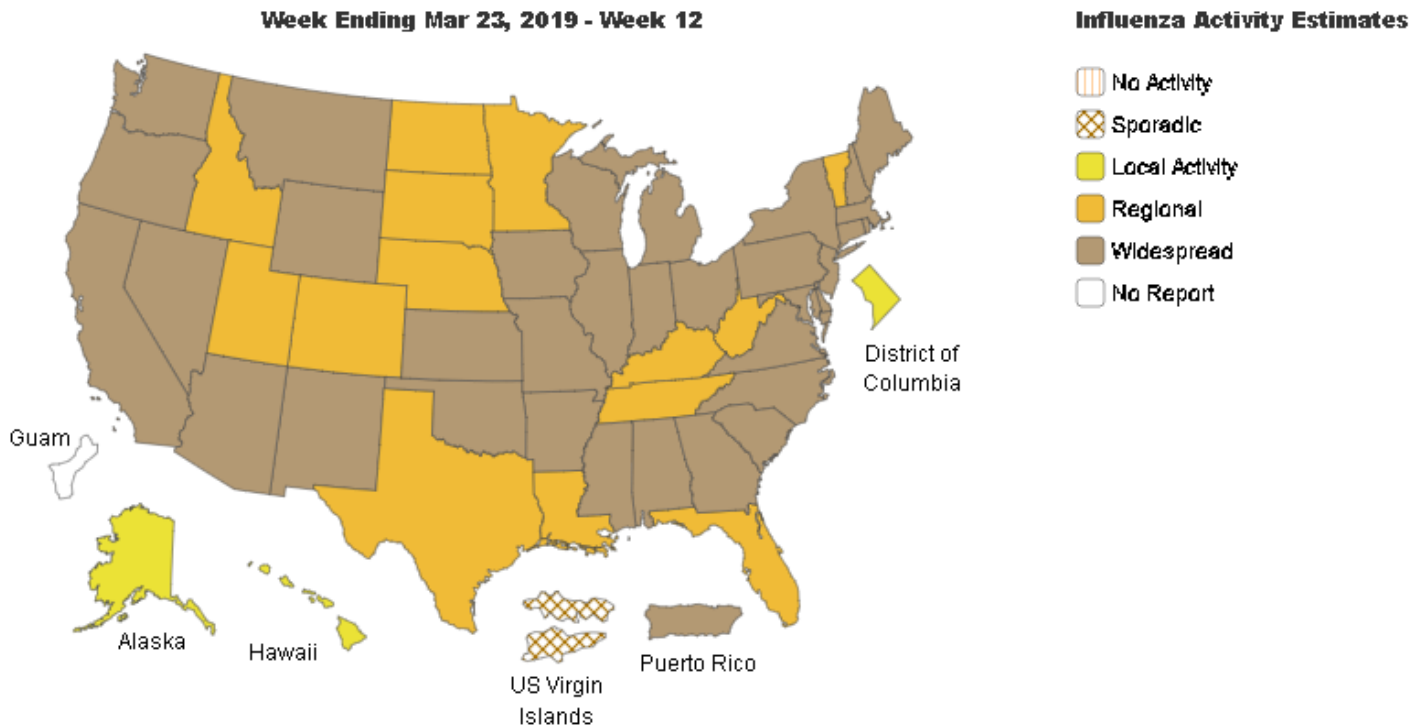 Week Ending Mar 23, 2019 - Week 12
Influenza Activity Estimates
No Activity
Sporadic
Local Activity
Regional
Widespread
No Report
District of
Columbia
Guam
Alaska
Hawaii
US Virgin
Islands
Puerto Rico